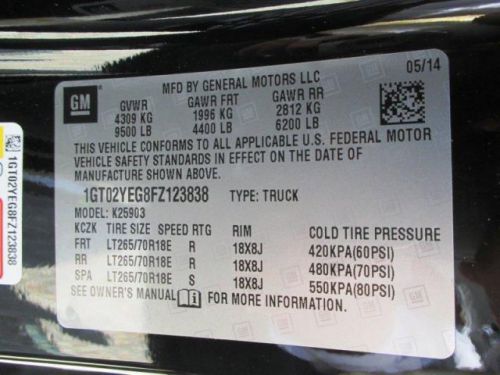 GM
MFD BY GENERAL MOTORS LLC
05/14
GVWR GAWR FRT GAWR RR
4309 KG 1996 KG 2812 KG
9500 LB 4400 LB 6200 LB
THIS VEHICLE CONFORMS TO ALL APPLICABLE U.S. FEDERAL MOTOR
VEHICLE SAFETY STANDARDS IN EFFECT ON THE DATE OF
MANUFACTURE SHOWN ABOVE.
1GT02YEG8FZ123838 TYPE: TRUCK
MODEL: K25903
KCZK TIRE SIZE SPEED RTG RIM COLD TIRE PRESSURE
FRT LT265/70R18E R 18X8J 420KPA(60PSI)
RR LT265/70R18E R 18X8J 480KPA(70PSI)
SPA LT265/70R18E S 18X8J 550KPA(80PSI)
SEE OWNER'S MANUAL FOR MORE INFORMATION.
1GT02YEG8FZ123838